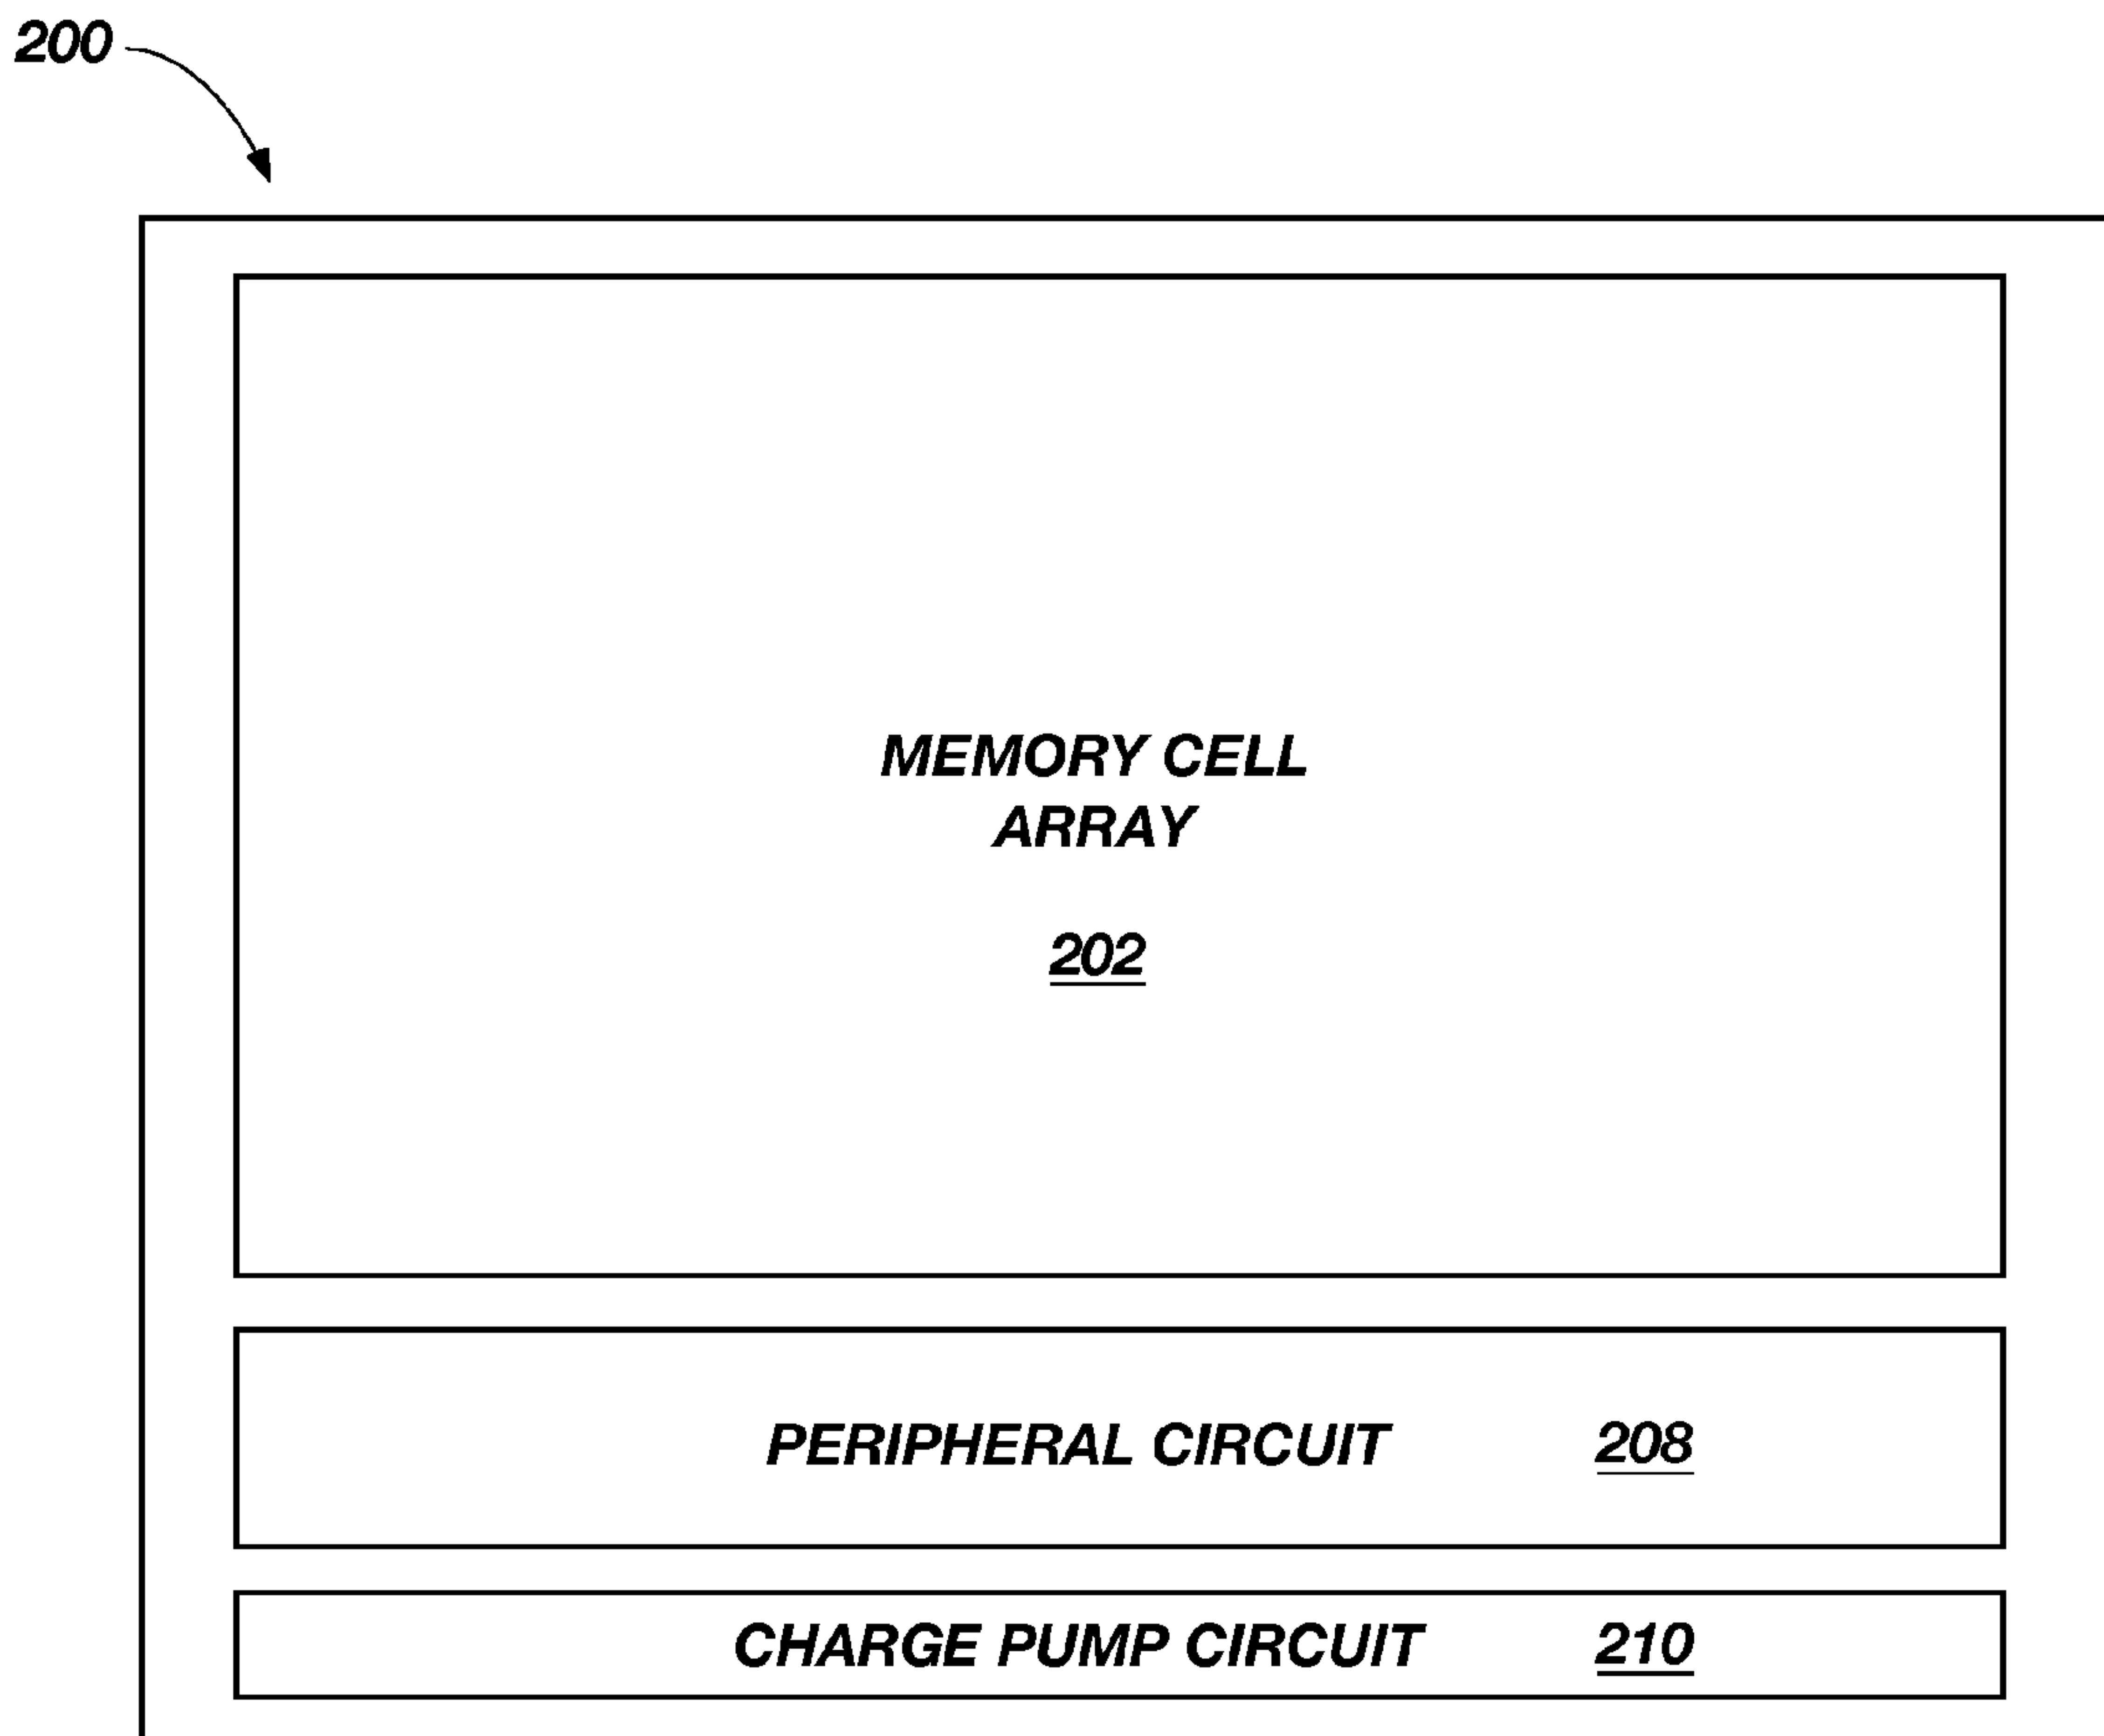 200
MEMORY CELL
ARRAY
202
PERIPHERAL CIRCUIT 208
CHARGE PUMP CIRCUIT 210